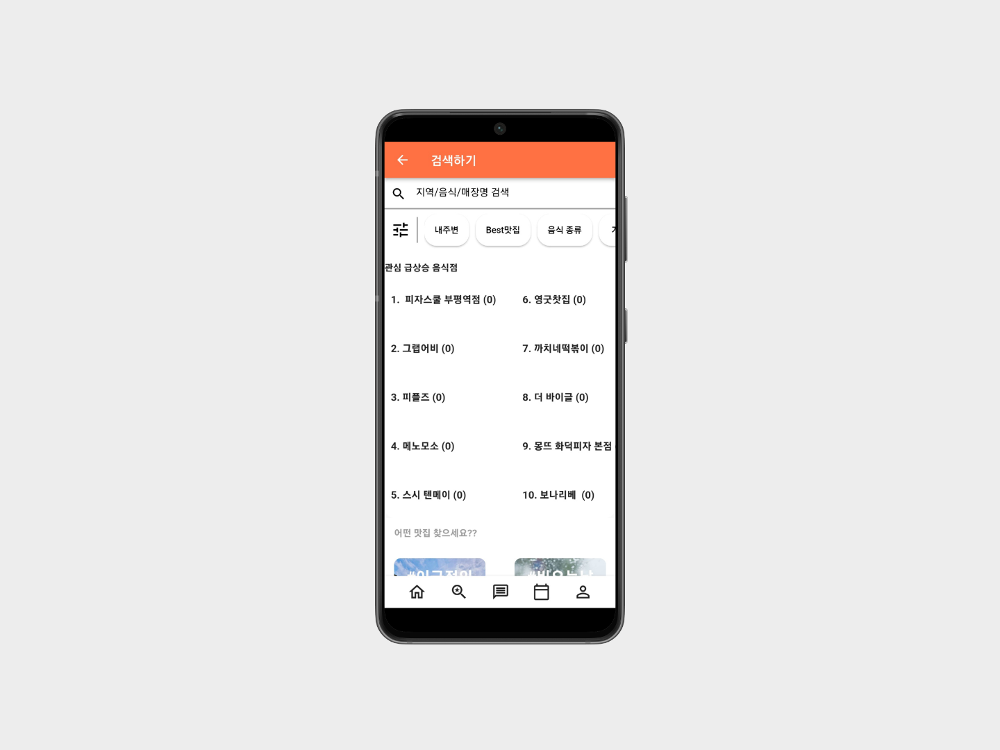 검색하기
지역/음식/매장명 검색
내주변
Best맛집
음식 종류
관심 급상승 음식점
1. 피자스쿨 부평역점 (0)
2. 그랩어비 (0)
3. 피플즈 (0)
4. 메노모소 (0)
5. 스시 텐메이 (0)
6. 영굿찻집 (0)
7. 까치네떡볶이 (0)
8. 더 바이글 (0)
9. 몽뜨 화덕피자 본점
10. 보나리베 (0)
어떤 맛집 찾으세요??